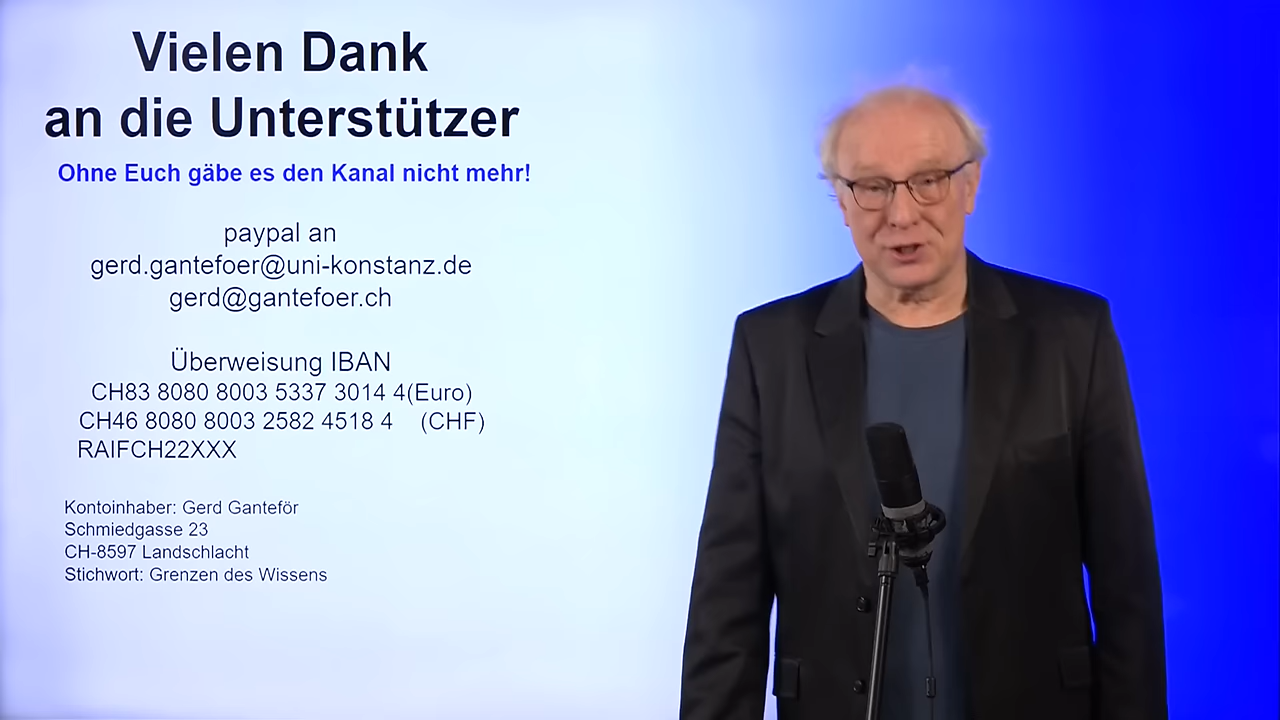 Vielen Dank
an die Unterstützer
Ohne Euch gäbe es den Kanal nicht mehr!
paypal an
gerd.gantefoer@uni-konstanz.de
gerd@gantefoer.ch
Überweisung IBAN
CH83 8080 8003 5337 3014 4(Euro)
CH46 8080 8003 2582 4518 4 (CHF)
RAIFCH22XXX
Kontoinhaber: Gerd Ganteför
Schmiedgasse 23
CH-8597 Landschlacht
Stichwort: Grenzen des Wissens